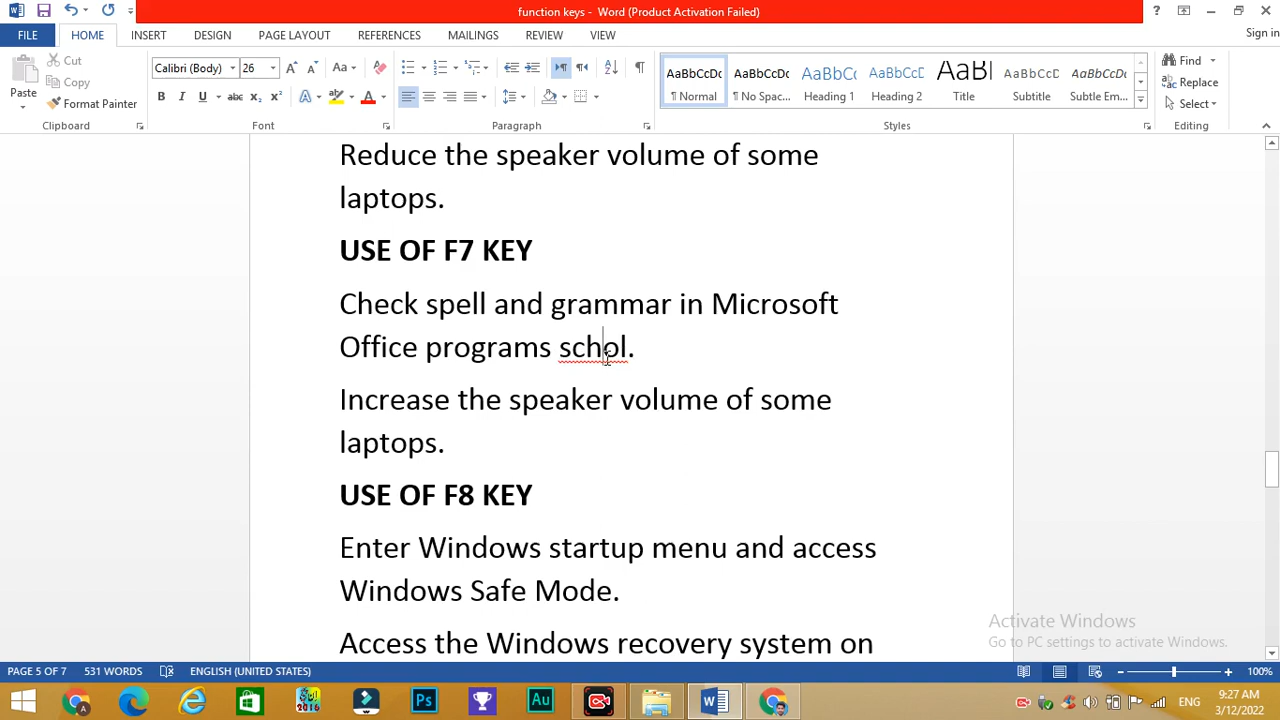 function keys - Word (Product Activation Failed)
FILE HOME INSERT DESIGN PAGE LAYOUT REFERENCES MAILINGS REVIEW VIEW Sign in
Paste
Cut
Copy
Format Painter
Clipboard
Calibri (Body) 26
Font
Paragraph
AaBbCcDc AaBbCcDc AaBbCc AaBbCcE AaBl AaBbCcD AaBbCcDc
¶ Normal ¶ No Spac... Heading 1 Heading 2 Title Subtitle Subtle Em...
Styles
Find
Replace
Select
Editing
Reduce the speaker volume of some
laptops.
USE OF F7 KEY
Check spell and grammar in Microsoft
Office programs schol.
Increase the speaker volume of some
laptops.
USE OF F8 KEY
Enter Windows startup menu and access
Windows Safe Mode.
Access the Windows recovery system on
Activate Windows
Go to PC settings to activate Windows.
PAGE 5 OF 7 531 WORDS ENGLISH (UNITED STATES) 100%
ENG
9:27 AM
3/12/2022